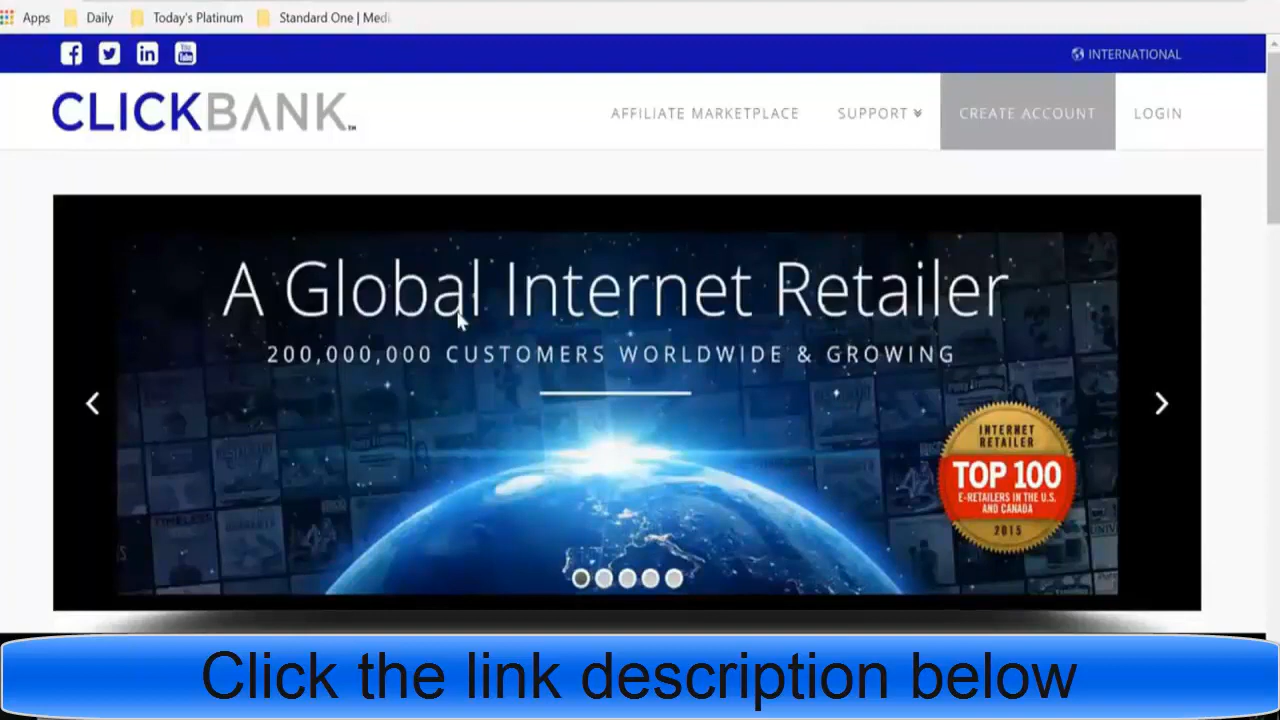 Apps Daily Today's Platinum Standard One | Medi
INTERNATIONAL
CLICKBANK™
AFFILIATE MARKETPLACE SUPPORT CREATE ACCOUNT LOGIN
A Global Internet Retailer
200,000,000 CUSTOMERS WORLDWIDE & GROWING
INTERNET
RETAILER
TOP 100
E-RETAILERS IN THE U.S.
AND CANADA
2015
Click the link description below